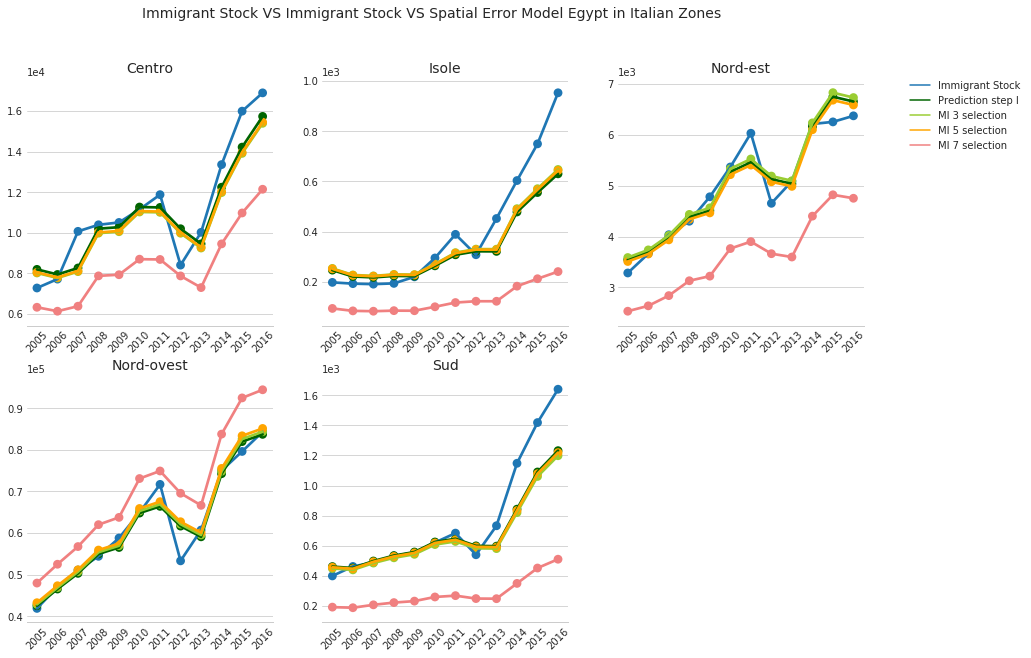 Immigrant Stock VS Immigrant Stock VS Spatial Error Model Egypt in Italian Zones
Centro
1e4
1.6
1.4
1.2
1.0
0.8
0.6
2005 2006 2007 2008 2009 2010 2011 2012 2013 2014 2015 2016
Isole
1e3
1.0
0.8
0.6
0.4
0.2
2005 2006 2007 2008 2009 2010 2011 2012 2013 2014 2015 2016
Nord-est
1e3
7
6
5
4
3
2005 2006 2007 2008 2009 2010 2011 2012 2013 2014 2015 2016
Immigrant Stock
Prediction step I
MI 3 selection
MI 5 selection
MI 7 selection
Nord-ovest
1e5
0.9
0.8
0.7
0.6
0.5
0.4
2005 2006 2007 2008 2009 2010 2011 2012 2013 2014 2015 2016
Sud
1e3
1.6
1.4
1.2
1.0
0.8
0.6
0.4
0.2
2005 2006 2007 2008 2009 2010 2011 2012 2013 2014 2015 2016